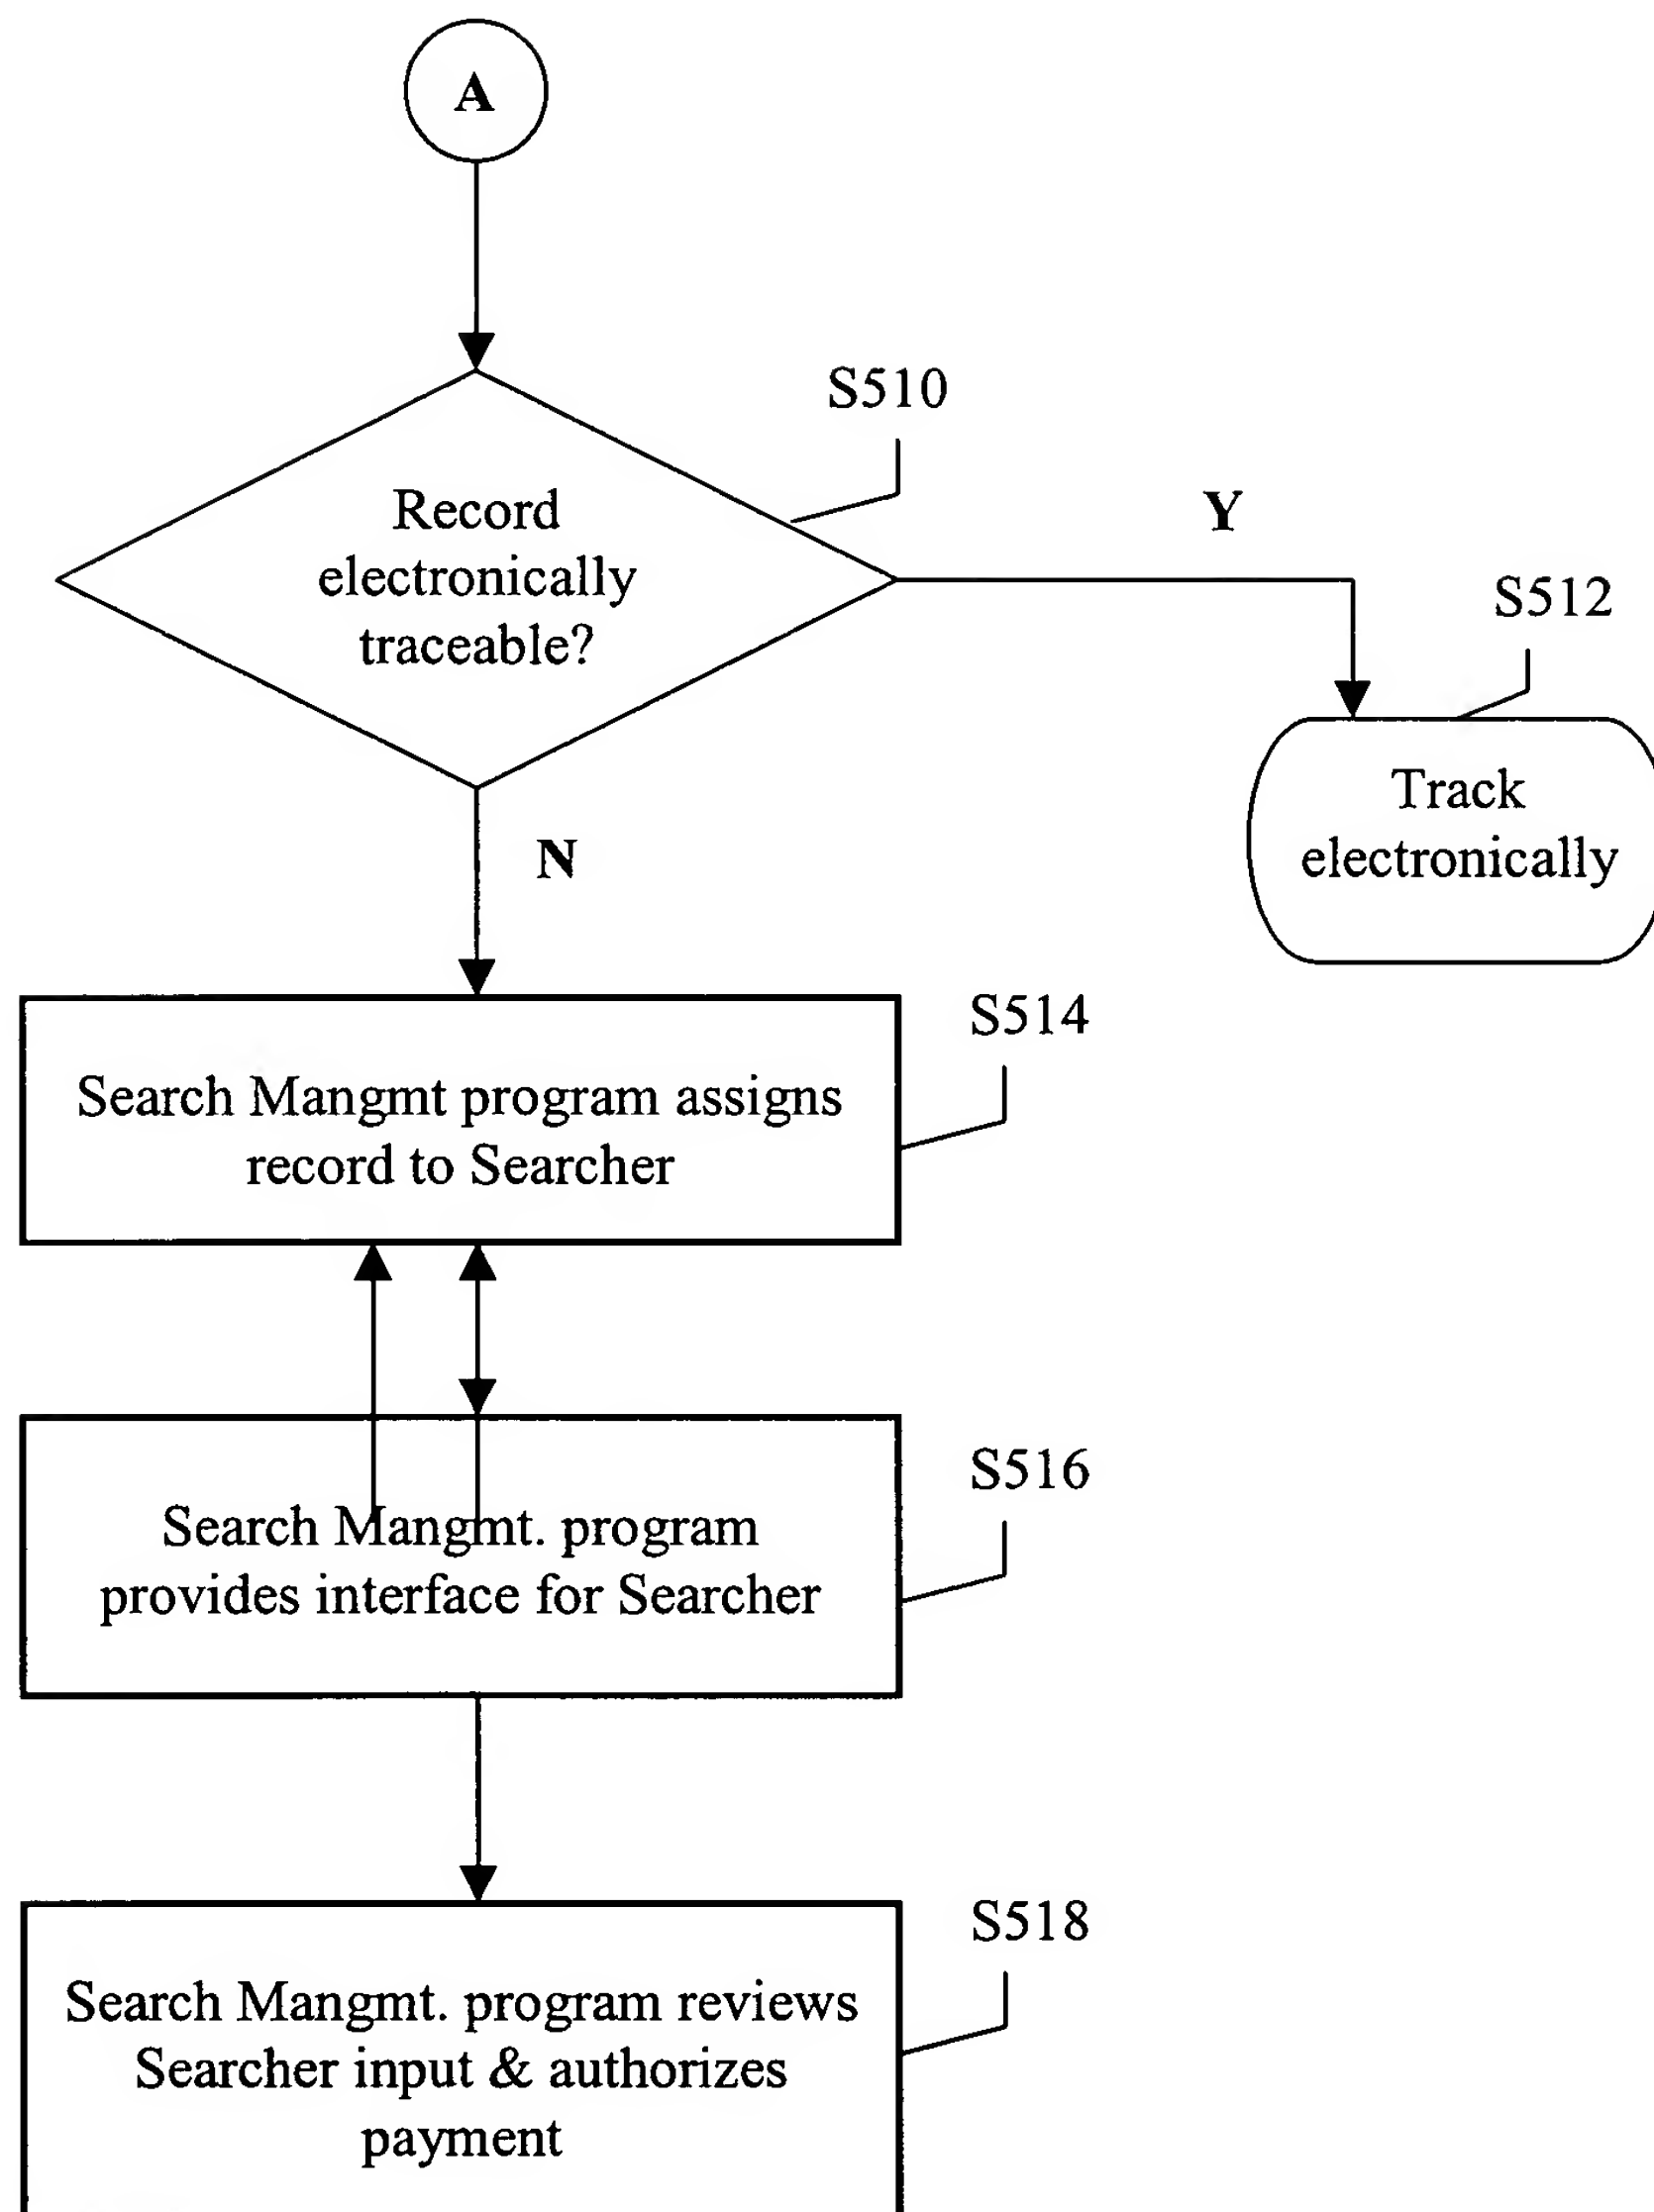 A
S510
Record
electronically
traceable?
Y
S512
Track
electronically
N
S514
Search Mangmt program assigns
record to Searcher
S516
Search Mangmt. program
provides interface for Searcher
S518
Search Mangmt. program reviews
Searcher input & authorizes
payment